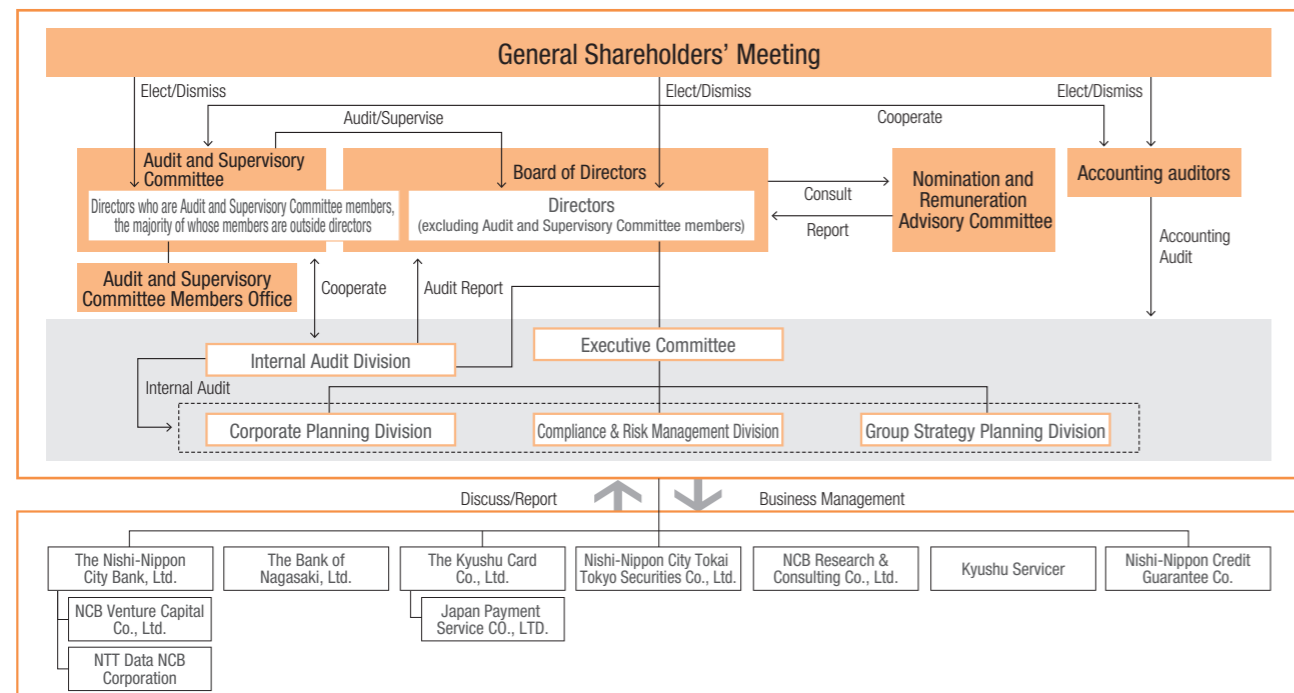 General Shareholders' Meeting
Elect/Dismiss
Elect/Dismiss
Elect/Dismiss
Audit/Supervise
Cooperate
Audit and Supervisory
Committee
Directors who are Audit and Supervisory Committee members,
the majority of whose members are outside directors
Board of Directors
Directors
(excluding Audit and Supervisory Committee members)
Consult
Report
Nomination and
Remuneration
Advisory Committee
Accounting auditors
Audit and Supervisory
Committee Members Office
Cooperate
Audit Report
Accounting
Audit
Internal Audit Division
Executive Committee
Internal Audit
Corporate Planning Division
Compliance & Risk Management Division
Group Strategy Planning Division
Discuss/Report
Business Management
The Nishi-Nippon
City Bank, Ltd.
The Bank of
Nagasaki, Ltd.
The Kyushu Card
Co., Ltd.
Nishi-Nippon City Tokai
Tokyo Securities Co., Ltd.
NCB Research &
Consulting Co., Ltd.
Kyushu Servicer
Nishi-Nippon Credit
Guarantee Co.
NCB Venture Capital
Co., Ltd.
Japan Payment
Service CO., LTD.
NTT Data NCB
Corporation